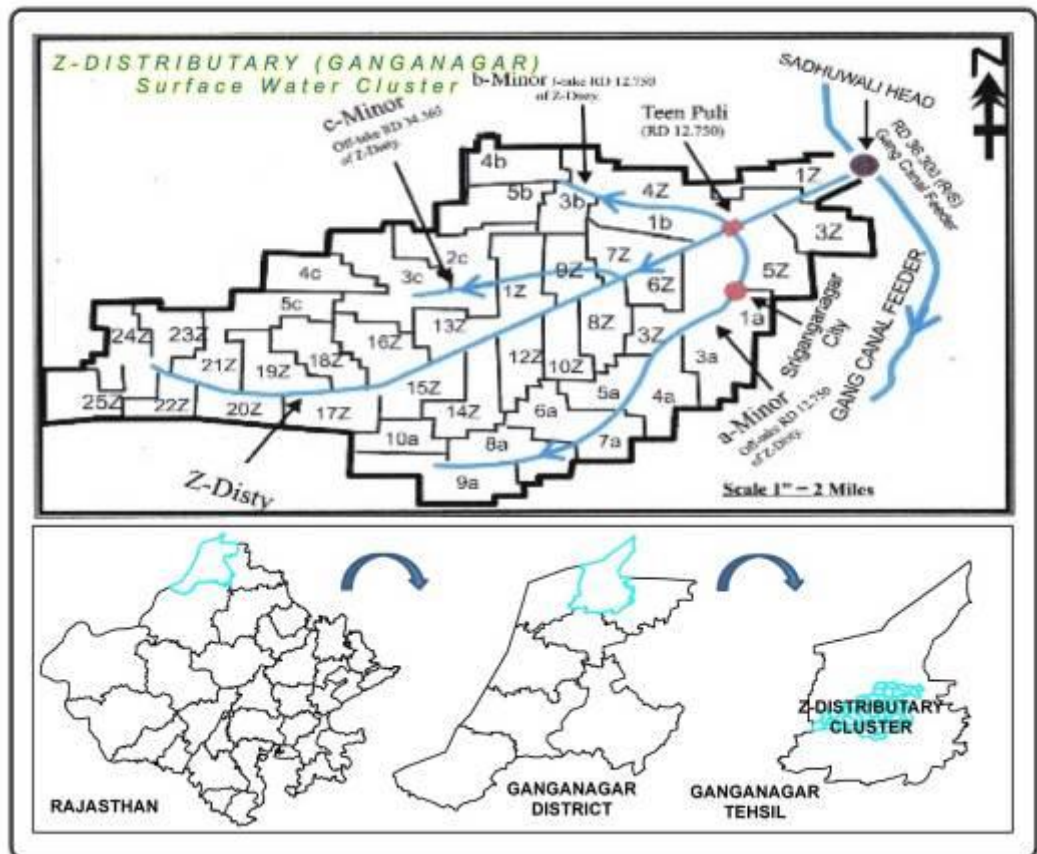 Z-DISTRIBUTARY (GANGANAGAR)
Surface Water Cluster
b-Minor
RD 12.750
of Z-Disty.
c-Minor
Off-take RD 34.365
of Z-Disty.
Teen Puli
(RD 12.750)
SADHUWALI HEAD
N
RD 36.300 (R/S)
Gang Canal Feeder
4b
5b
3b
4Z
1Z
1b
3Z
2c
7Z
5Z
4c
3c
1Z
9Z
6Z
5c
13Z
8Z
3Z
1a
24Z
23Z
16Z
12Z
10Z
3a
21Z
19Z
18Z
15Z
5a
4a
25Z
22Z
20Z
17Z
14Z
6a
10a
8a
7a
9a
Sriganganagar
City
a-Minor
Off-take RD 12.750
of Z-Disty.
GANG CANAL FEEDER
Z-Disty
Scale 1" = 2 Miles
RAJASTHAN
GANGANAGAR
DISTRICT
GANGANAGAR
TEHSIL
Z-DISTRIBUTARY
CLUSTER